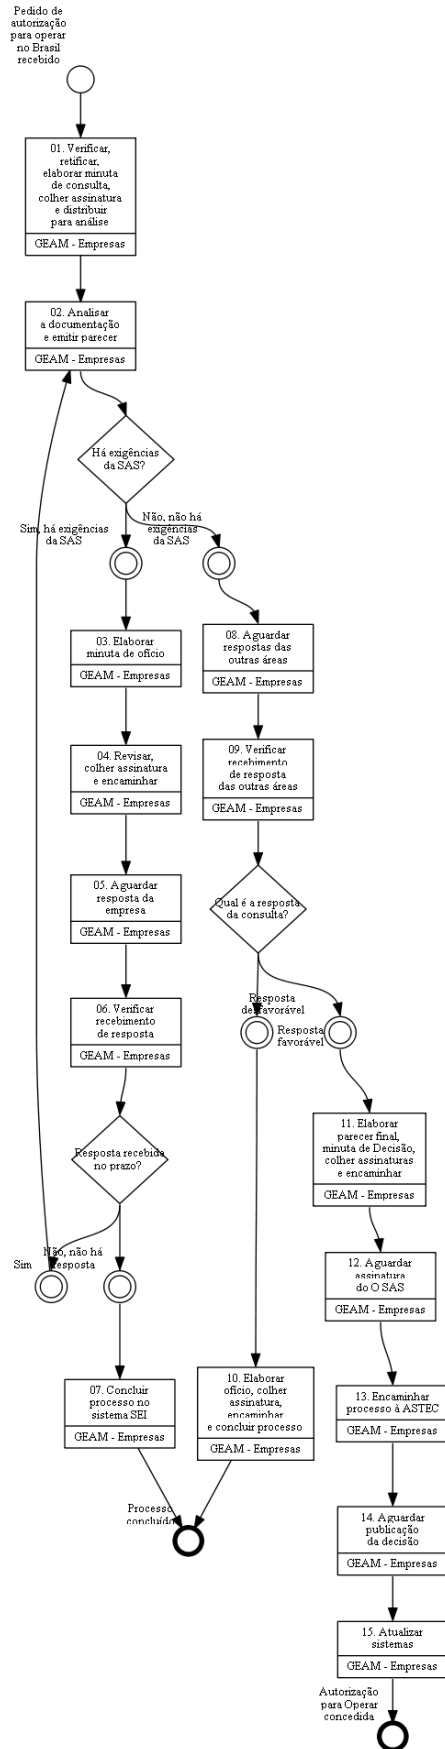 Pedido de
autorização
para operar
no Brasil
recebido
01. Verificar,
retificar,
elaborar minuta
de consulta,
colher assinatura
e distribuir
para análise
GEAM - Empresas
02. Analisar
a documentação
e emitir parecer
GEAM - Empresas
Há exigências
da SAS?
Sim, há exigências
da SAS
Não, não há
exigências
da SAS
03. Elaborar
minuta de ofício
GEAM - Empresas
08. Aguardar
respostas das
outras áreas
GEAM - Empresas
04. Revisar,
colher assinatura
e encaminhar
GEAM - Empresas
09. Verificar
recebimento
de resposta
das outras áreas
GEAM - Empresas
05. Aguardar
resposta da
empresa
GEAM - Empresas
Qual é a resposta
da consulta?
06. Verificar
recebimento
de resposta
GEAM - Empresas
Resposta
desfavorável
Resposta
favorável
Resposta recebida
no prazo?
11. Elaborar
parecer final,
minuta de Decisão,
colher assinaturas
e encaminhar
GEAM - Empresas
Sim
Não, não há
resposta
12. Aguardar
assinatura
do O SAS
GEAM - Empresas
07. Concluir
processo no
sistema SEI
GEAM - Empresas
10. Elaborar
ofício, colher
assinatura,
encaminhar
e concluir processo
GEAM - Empresas
13. Encaminhar
processo à ASTEC
GEAM - Empresas
Processo
concluído
14. Aguardar
publicação
da decisão
GEAM - Empresas
15. Atualizar
sistemas
GEAM - Empresas
Autorização
para Operar
concedida